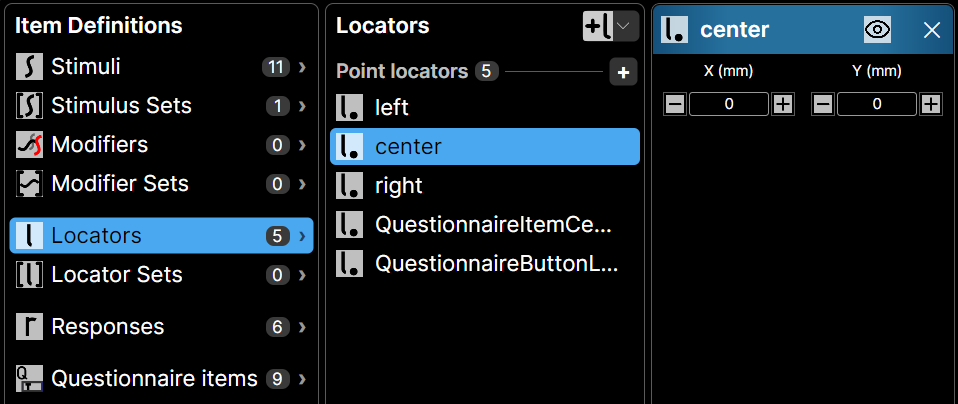 Item Definitions
Stimuli 11
Stimulus Sets 1
Modifiers 0
Modifier Sets 0
Locators 5
Locator Sets 0
Responses 6
Questionnaire items 9
Locators
Point locators 5
left
center
right
QuestionnaireItemCe...
QuestionnaireButtonL...
center
X (mm) Y (mm)
0 0